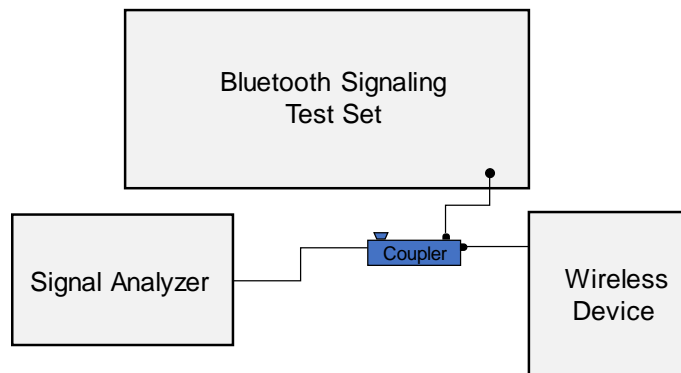 Bluetooth Signaling
Test Set
Coupler
Signal Analyzer
Wireless
Device